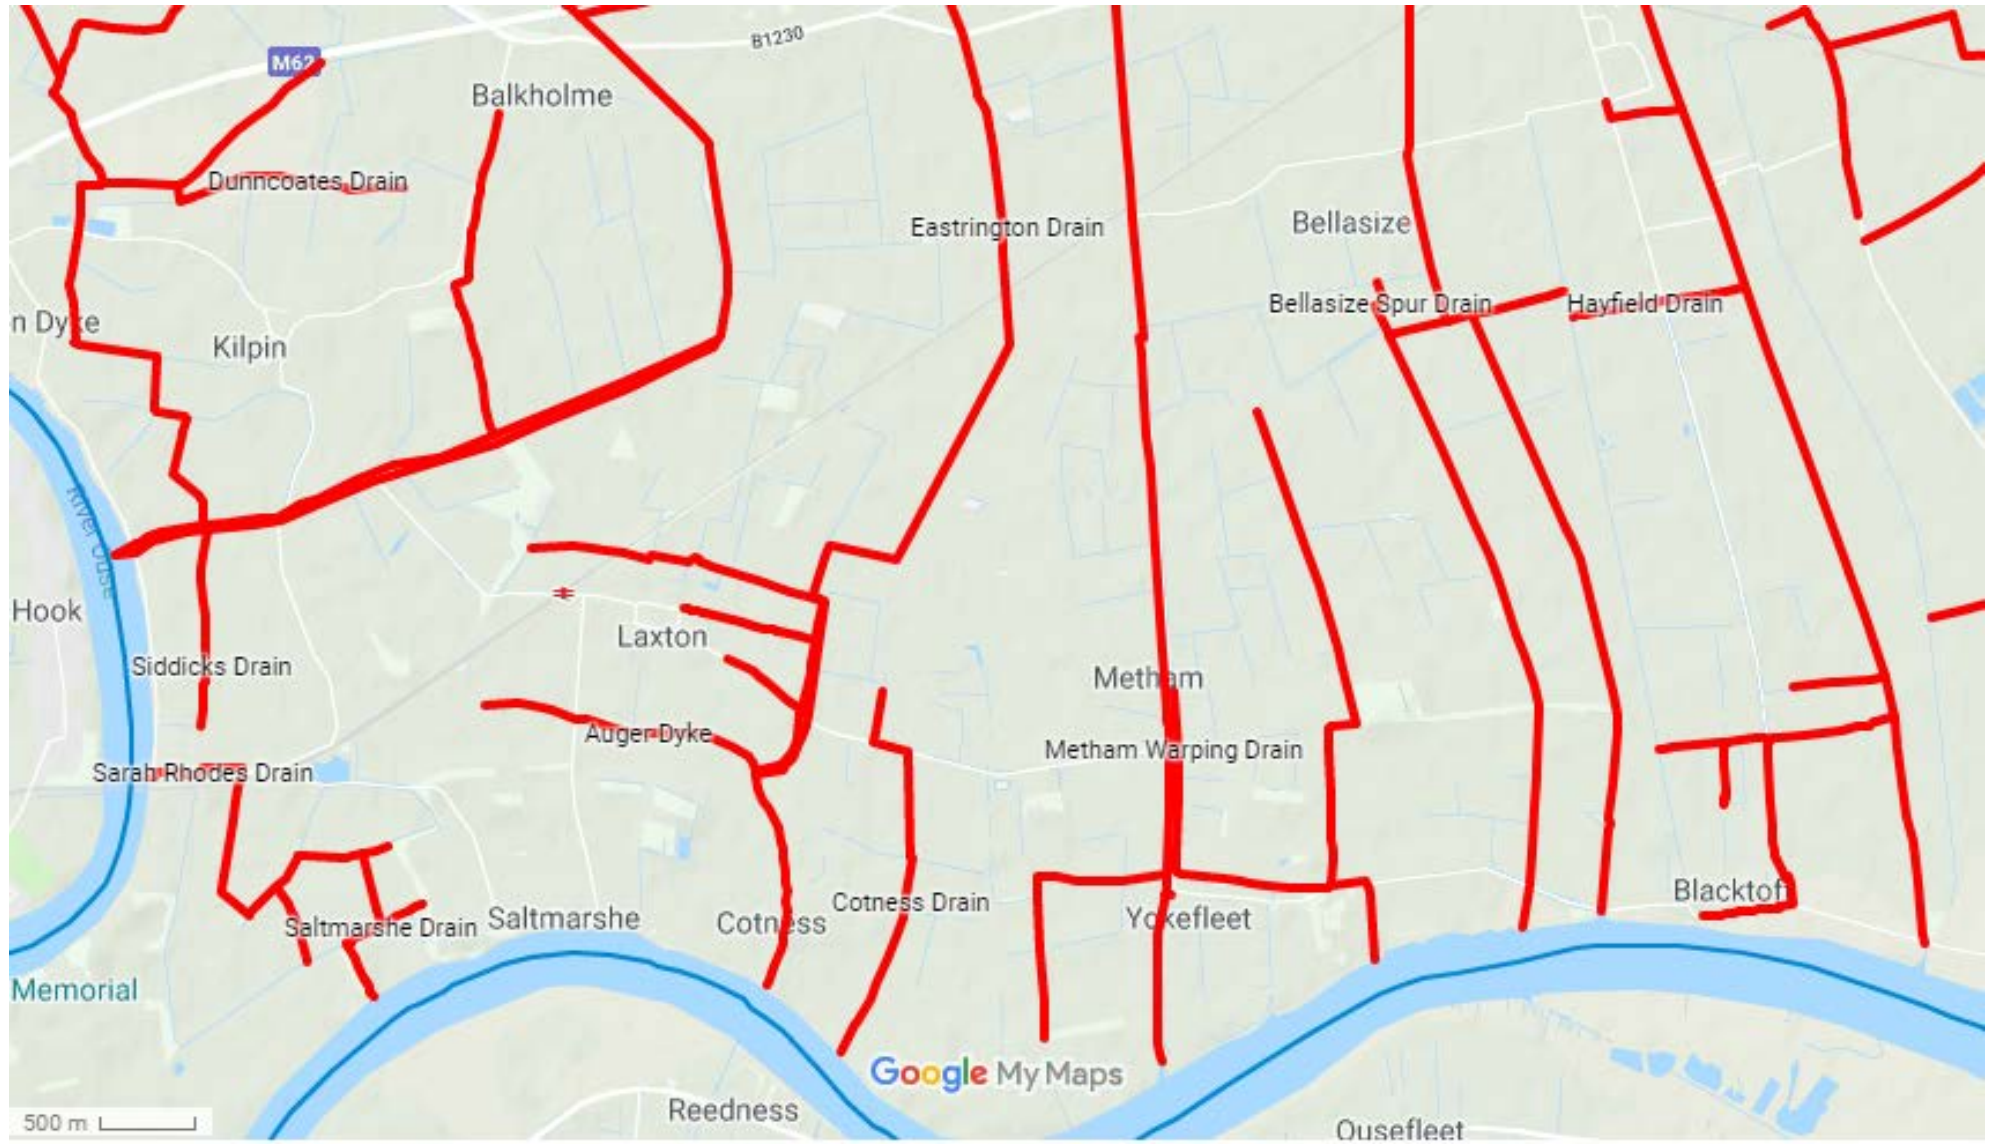 B1230
M62
Balkholme
Dunncoates Drain
Eastrington Drain
Bellasize
Bellasize Spur Drain
Hayfield Drain
n Dyke
Kilpin
River Ouse
Hook
Laxton
Siddicks Drain
Metham
Auger Dyke
Metham Warping Drain
Sarah Rhodes Drain
Blacktoft
Cotness Drain
Saltmarshe Drain
Saltmarshe
Cotness
Yokefleet
Memorial
Google My Maps
Reedness
500 m
Ousefleet